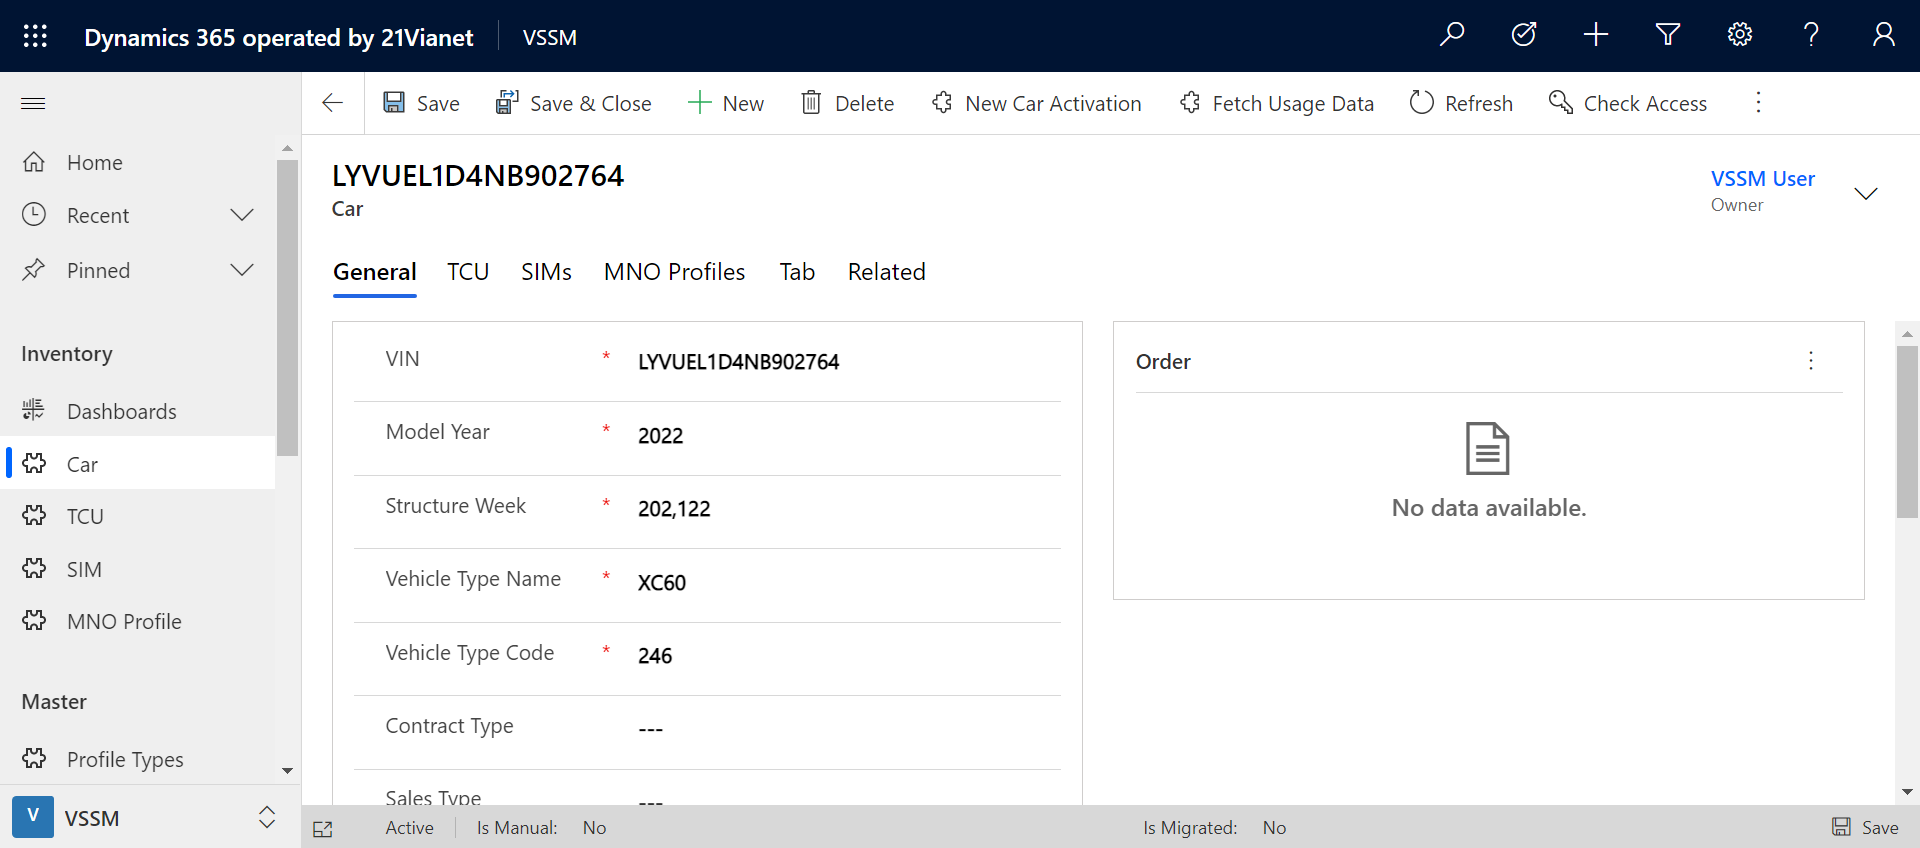 Dynamics 365 operated by 21Vianet
VSSM
Save
Save & Close
New
Delete
New Car Activation
Fetch Usage Data
Refresh
Check Access
Home
Recent
Pinned
Inventory
Dashboards
Car
TCU
SIM
MNO Profile
Master
Profile Types
V
VSSM
LYVUEL1D4NB902764
Car
VSSM User
Owner
General
TCU
SIMs
MNO Profiles
Tab
Related
VIN * LYVUEL1D4NB902764
Model Year * 2022
Structure Week * 202,122
Vehicle Type Name * XC60
Vehicle Type Code * 246
Contract Type ---
Sales Type ---
Order
No data available.
Active
Is Manual: No
Is Migrated: No
Save